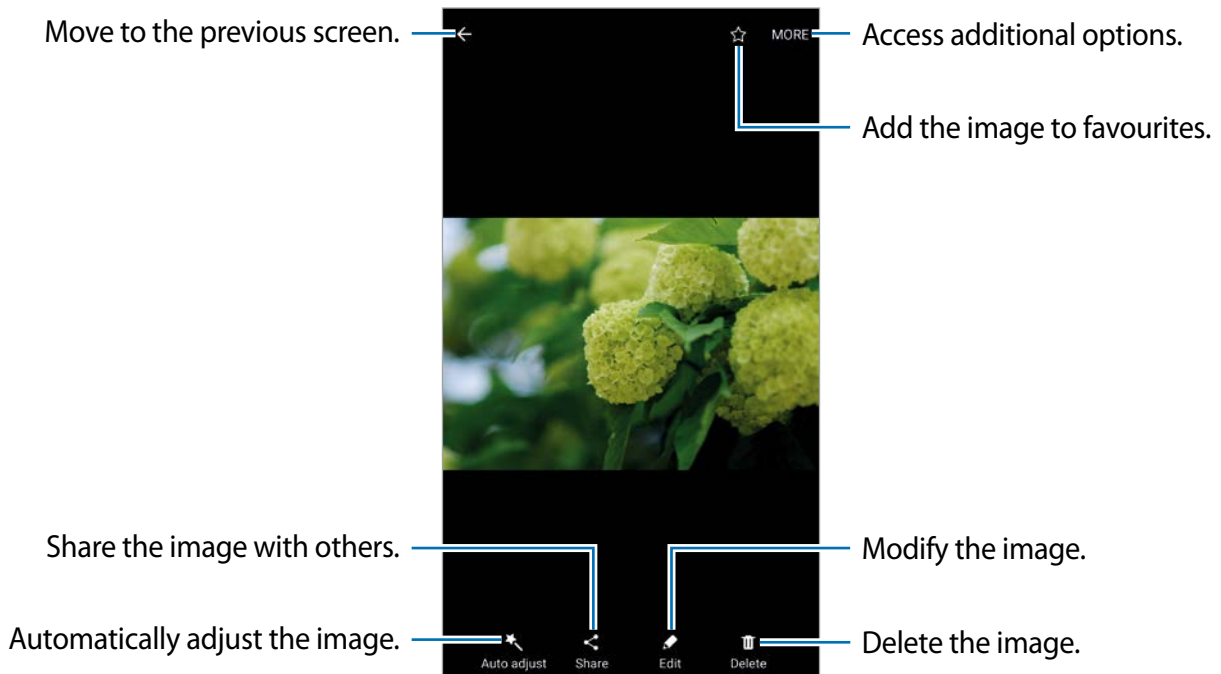 Move to the previous screen.
MORE
Access additional options.
Add the image to favourites.
Share the image with others.
Modify the image.
Automatically adjust the image.
Delete the image.
Auto adjust
Share
Edit
Delete